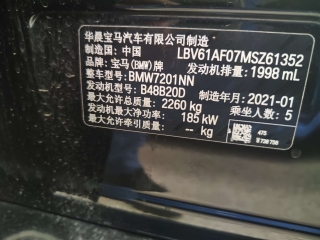 华晨宝马汽车有限公司制造
制造国：中国 LBV61AF07MSZ61352
品牌：宝马(BMW)牌 发动机排量：1998 mL
整车型号：BMW7201NN
发动机型号：B48B20D 制造年月：2021-01
最大允许总质量：2260 kg 乘坐人数：5
发动机最大净功率：185 kW
最大允许牵引质量：-- kg
475